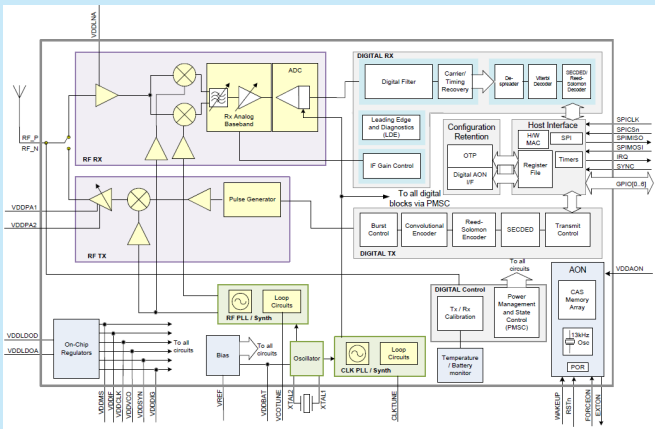 VDDLNA
RF_P
RF_N
RF RX
Rx Analog
Baseband
ADC
DIGITAL RX
Digital Filter
Carrier/
Timing
Recovery
De-
spreader
Viterbi
Decoder
SECDED/
Reed-
Solomon
Decoder
Leading Edge
and Diagnostics
(LDE)
IF Gain Control
Configuration
Retention
OTP
Digital AON
I/F
Host Interface
H/W
MAC
SPI
Register
File
Timers
SPICLK
SPICSn
SPIMISO
SPIMOSI
IRQ
SYNC
GPIO[0..6]
To all digital
blocks via PMSC
VDDPA1
VDDPA2
RF TX
Pulse Generator
Burst
Control
Convolutional
Encoder
Reed-
Solomon
Encoder
SECDED
Transmit
Control
DIGITAL TX
To all
circuits
DIGITAL Control
Tx / Rx
Calibration
Power
Management
and State
Control
(PMSC)
Temperature
/ Battery
monitor
AON
CAS
Memory
Array
13kHz
Osc
POR
VDDAON
RF PLL / Synth
Loop
Circuits
Oscillator
CLK PLL / Synth
Loop
Circuits
VDDLDOD
VDDLDOA
On-Chip
Regulators
To all
circuits
Bias
To all
circuits
VDDMS
VDDIF
VDDCLK
VDDVCO
VDDSYN
VDDDIG
VREF
VDDBAT
VCOTUNE
XTAL2
XTAL1
CLKTUNE
WAKEUP
RSTn
FORCEON
EXTON